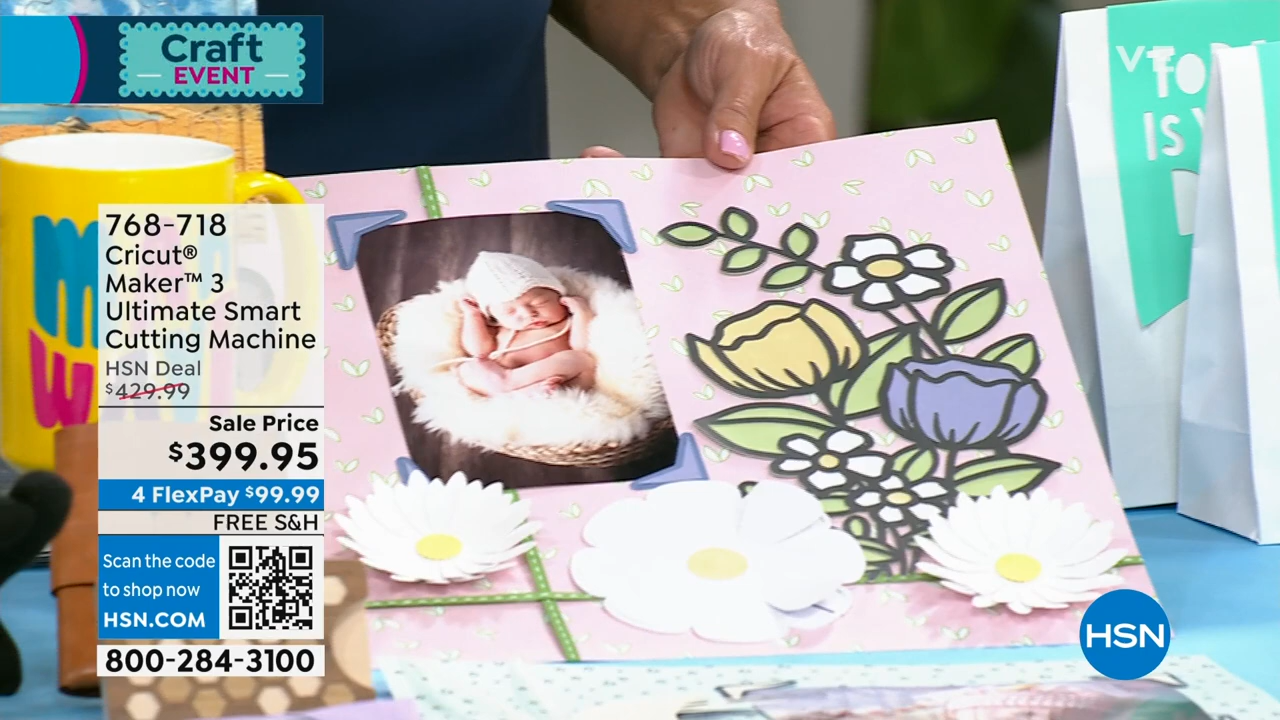 Craft
EVENT
768-718
Cricut®
Maker™ 3
Ultimate Smart
Cutting Machine
HSN Deal
$429.99
Sale Price
$399.95
4 FlexPay $99.99
FREE S&H
Scan the code
to shop now
HSN.COM
800-284-3100
IS
HSN